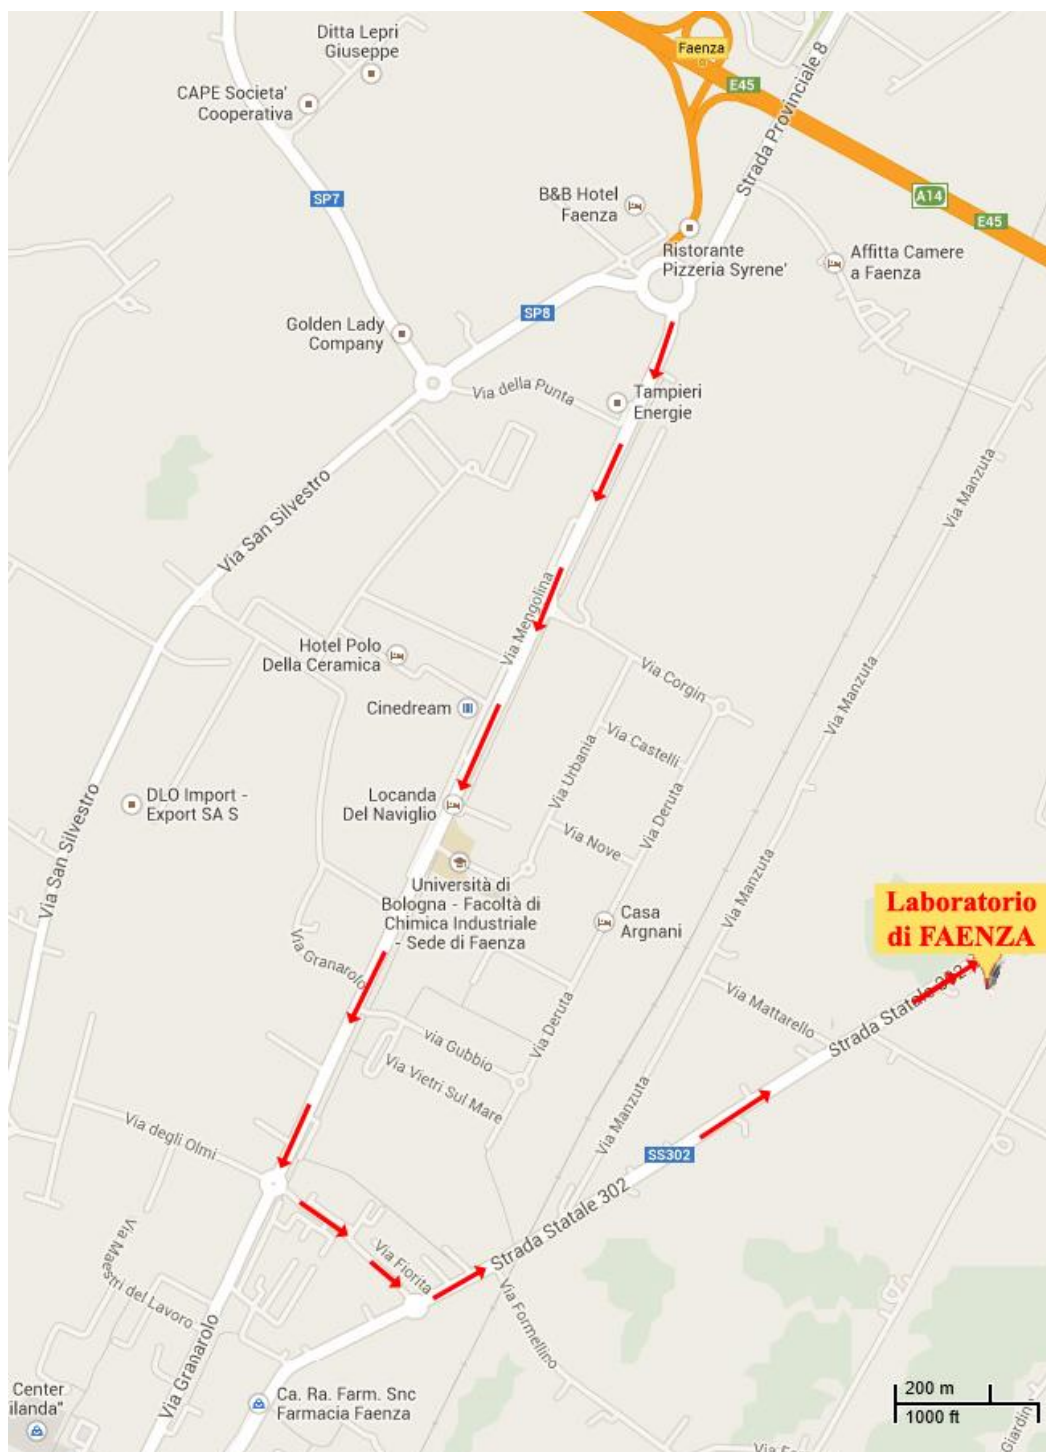 Ditta Lepri
Giuseppe
Faenza
E45
CAPE Societa'
Cooperativa
Strada Provinciale 8
SP7
B&B Hotel
Faenza
A14
E45
Ristorante
Pizzeria Syrene'
Affitta Camere
a Faenza
SP8
Golden Lady
Company
Via della Punta
Tampieri
Energie
Via San Silvestro
Via Manzuta
Via Mengolina
Hotel Polo
Della Ceramica
Via Corgin
Via Manzuta
Cinedream
Via Castelli
Via Urbania
DLO Import -
Export SA S
Locanda
Del Naviglio
Via Deruta
Via Nove
Via San Silvestro
Università di
Bologna - Facoltà di
Chimica Industriale
- Sede di Faenza
Via Manzuta
Casa
Argnani
Laboratorio
di FAENZA
Via Granarolo
Via Mattarello
Strada Statale 302
Via Deruta
via Gubbio
Via Vietri Sul Mare
Via Manzuta
Via degli Olmi
SS302
Strada Statale 302
Via Fiorita
Via Maestri del Lavoro
Via Formellino
Via Granarolo
Center
ilanda"
Ca. Ra. Farm. Snc
Farmacia Faenza
200 m
1000 ft
Giardin